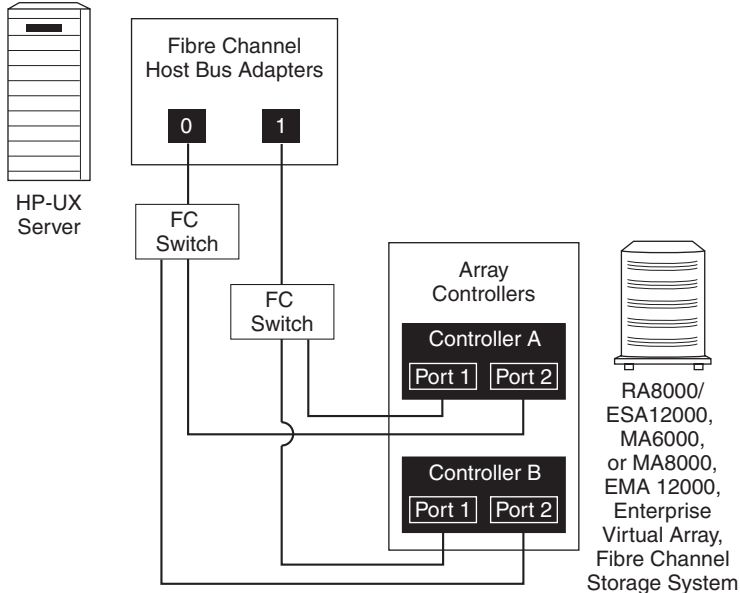 Fibre Channel
Host Bus Adapters
0
1
HP-UX
Server
FC
Switch
FC
Switch
Array
Controllers
Controller A
Port 1
Port 2
Controller B
Port 1
Port 2
RA8000/
ESA12000,
MA6000,
or MA8000,
EMA 12000,
Enterprise
Virtual Array,
Fibre Channel
Storage System